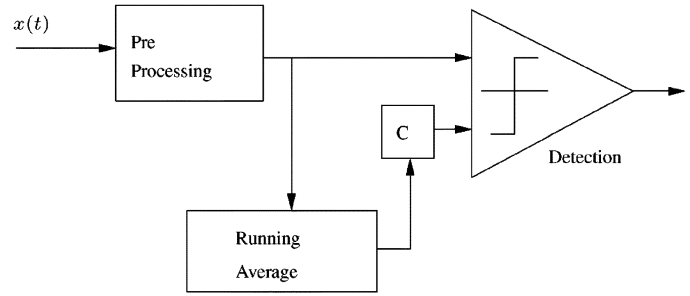 x(t)
Pre
Processing
C
Detection
Running
Average